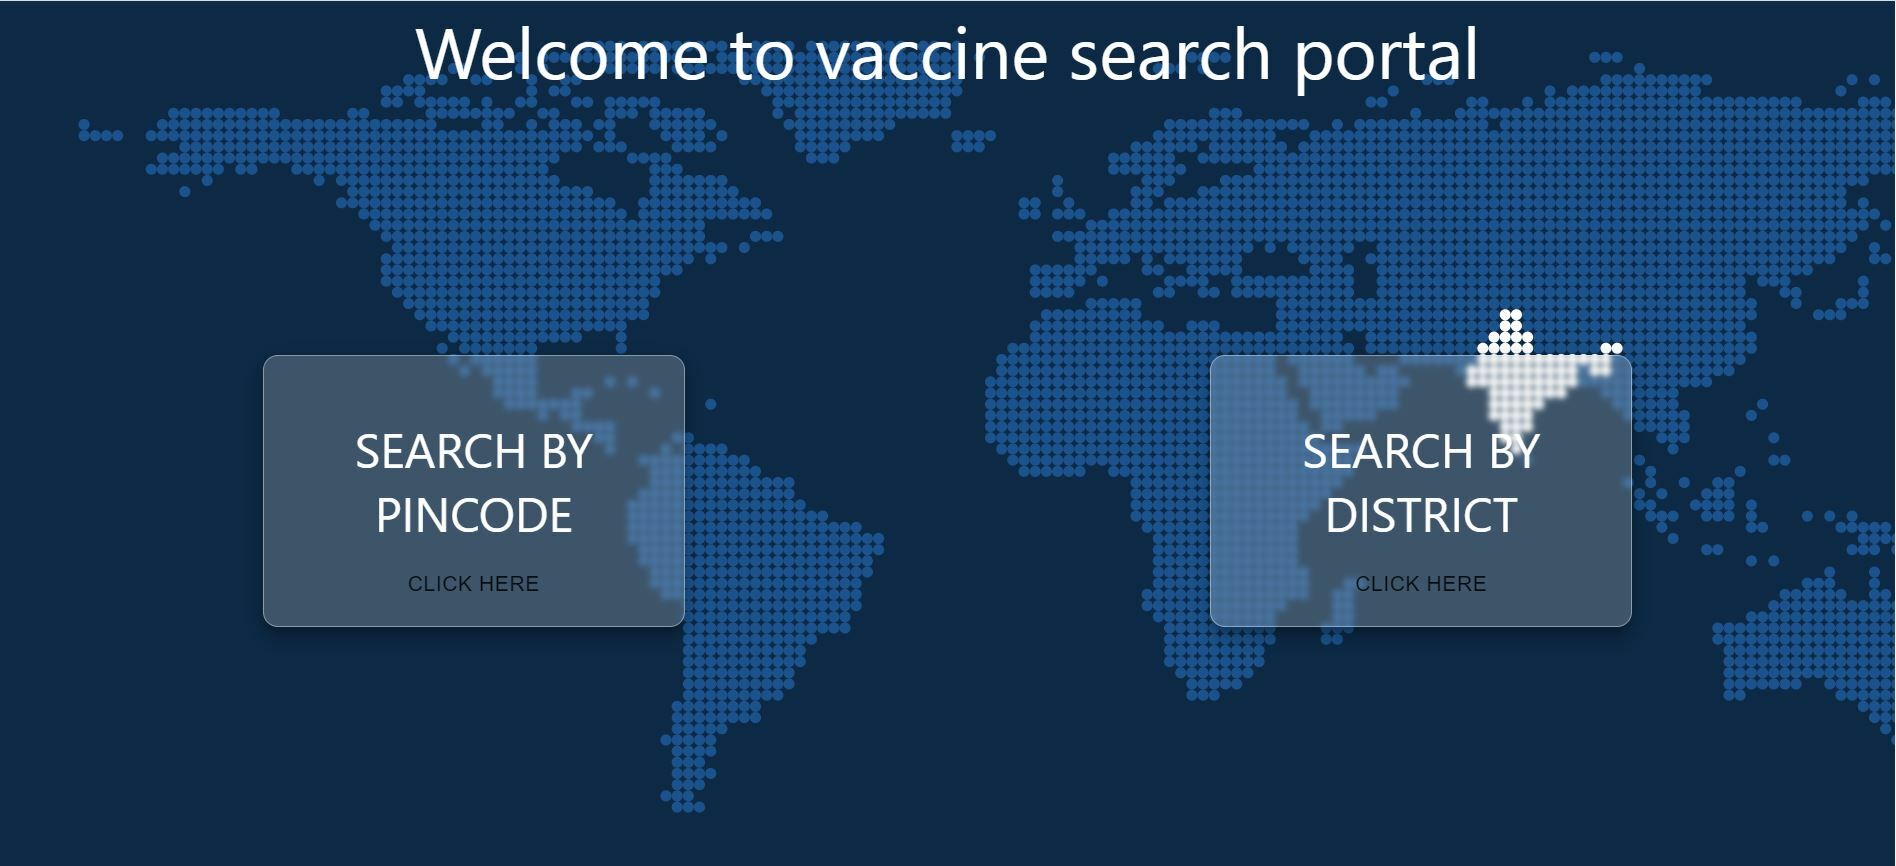 Welcome to vaccine search portal
SEARCH BY
PINCODE
CLICK HERE
SEARCH BY
DISTRICT
CLICK HERE